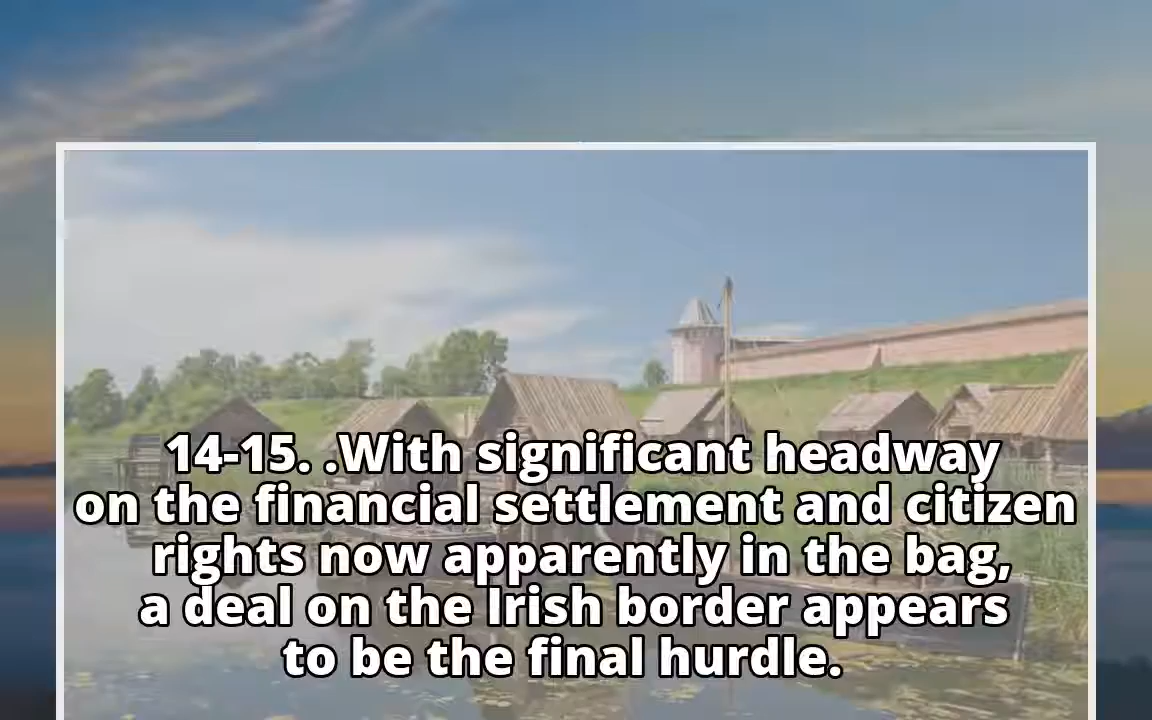 14-15. .With significant headway
on the financial settlement and citizen
rights now apparently in the bag,
a deal on the Irish border appears
to be the final hurdle.